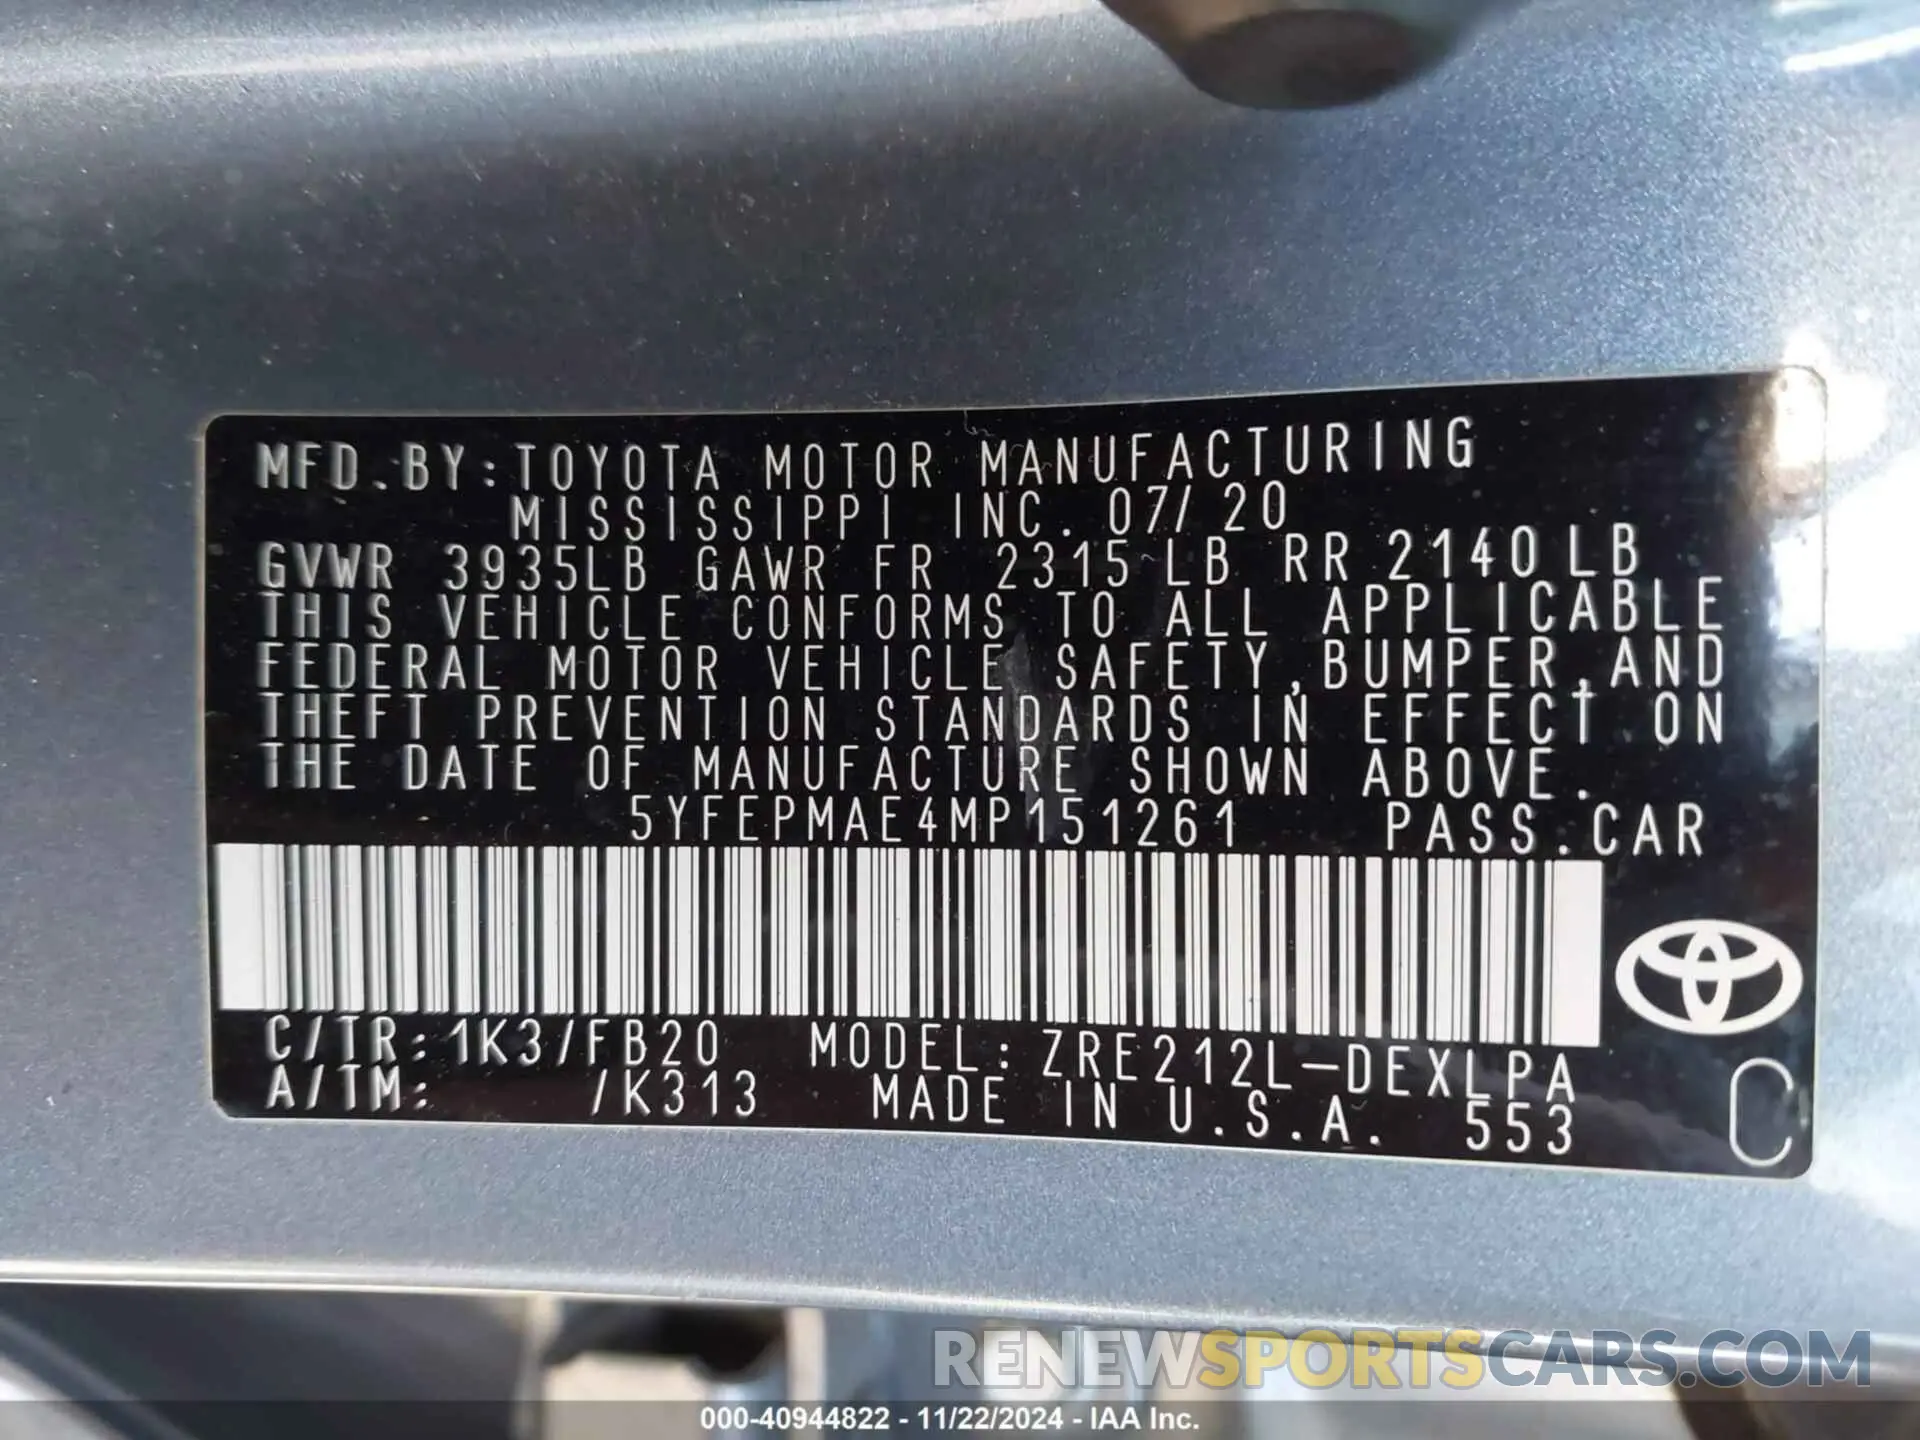 MFD.BY:TOYOTA MOTOR MANUFACTURING
MISSISSIPPI INC. 07/20
GVWR 3935LB GAWR FR 2315 LB RR 2140 LB
THIS VEHICLE CONFORMS TO ALL APPLICABLE
FEDERAL MOTOR VEHICLE SAFETY,BUMPER,AND
THEFT PREVENTION STANDARDS IN EFFECT ON
THE DATE OF MANUFACTURE SHOWN ABOVE.
5YFEPMAE4MP151261 PASS.CAR
C/TR:1K3/FB20 MODEL:ZRE212L-DEXLPA
A/TM: /K313 MADE IN U.S.A. 553
C
RENEWSPORTSCARS.COM
000-40944822 - 11/22/2024 - IAA Inc.